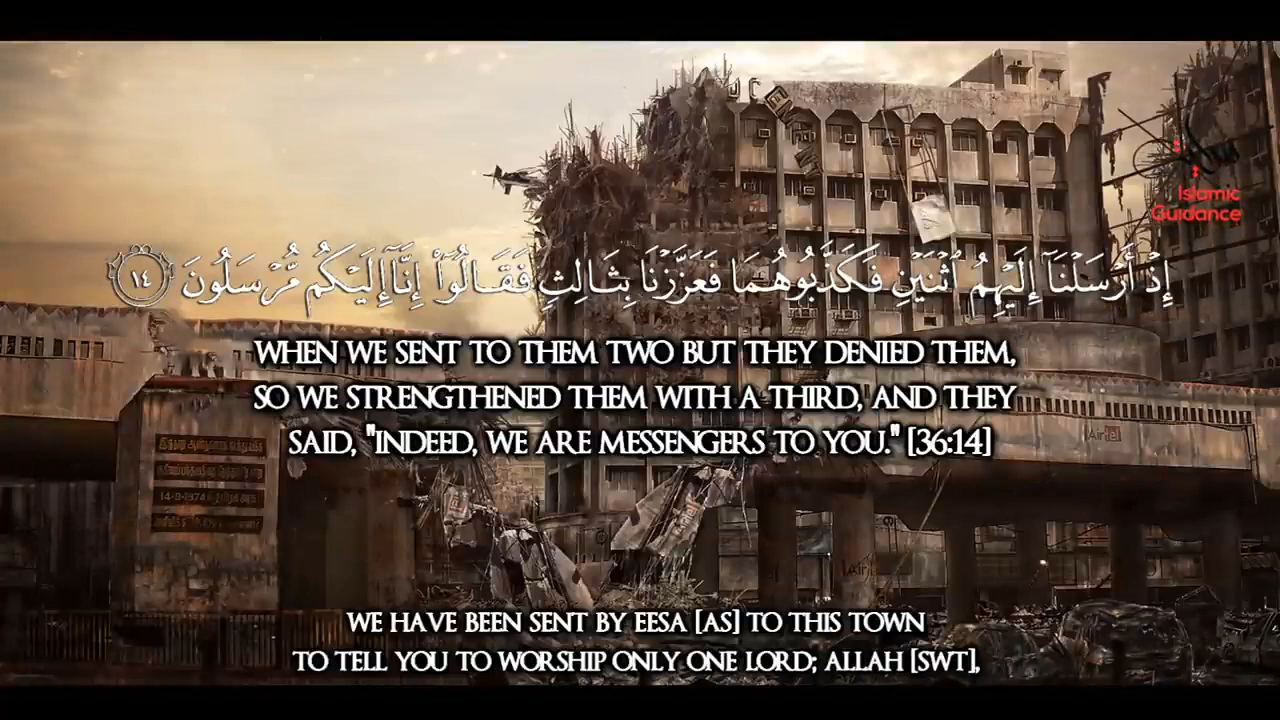 Islamic
Guidance
إِذْ أَرْسَلْنَآ إِلَيْهِمُ ٱثْنَيْنِ فَكَذَّبُوهُمَا فَعَزَّزْنَا بِثَالِثٍ فَقَالُوٓا۟ إِنَّآ إِلَيْكُم مُّرْسَلُونَ ١٤
WHEN WE SENT TO THEM TWO BUT THEY DENIED THEM,
SO WE STRENGTHENED THEM WITH A THIRD, AND THEY
SAID, "INDEED, WE ARE MESSENGERS TO YOU." [36:14]
Airtel
14-9-1974
Airtel
WE HAVE BEEN SENT BY EESA [AS] TO THIS TOWN
TO TELL YOU TO WORSHIP ONLY ONE LORD; ALLAH [SWT],